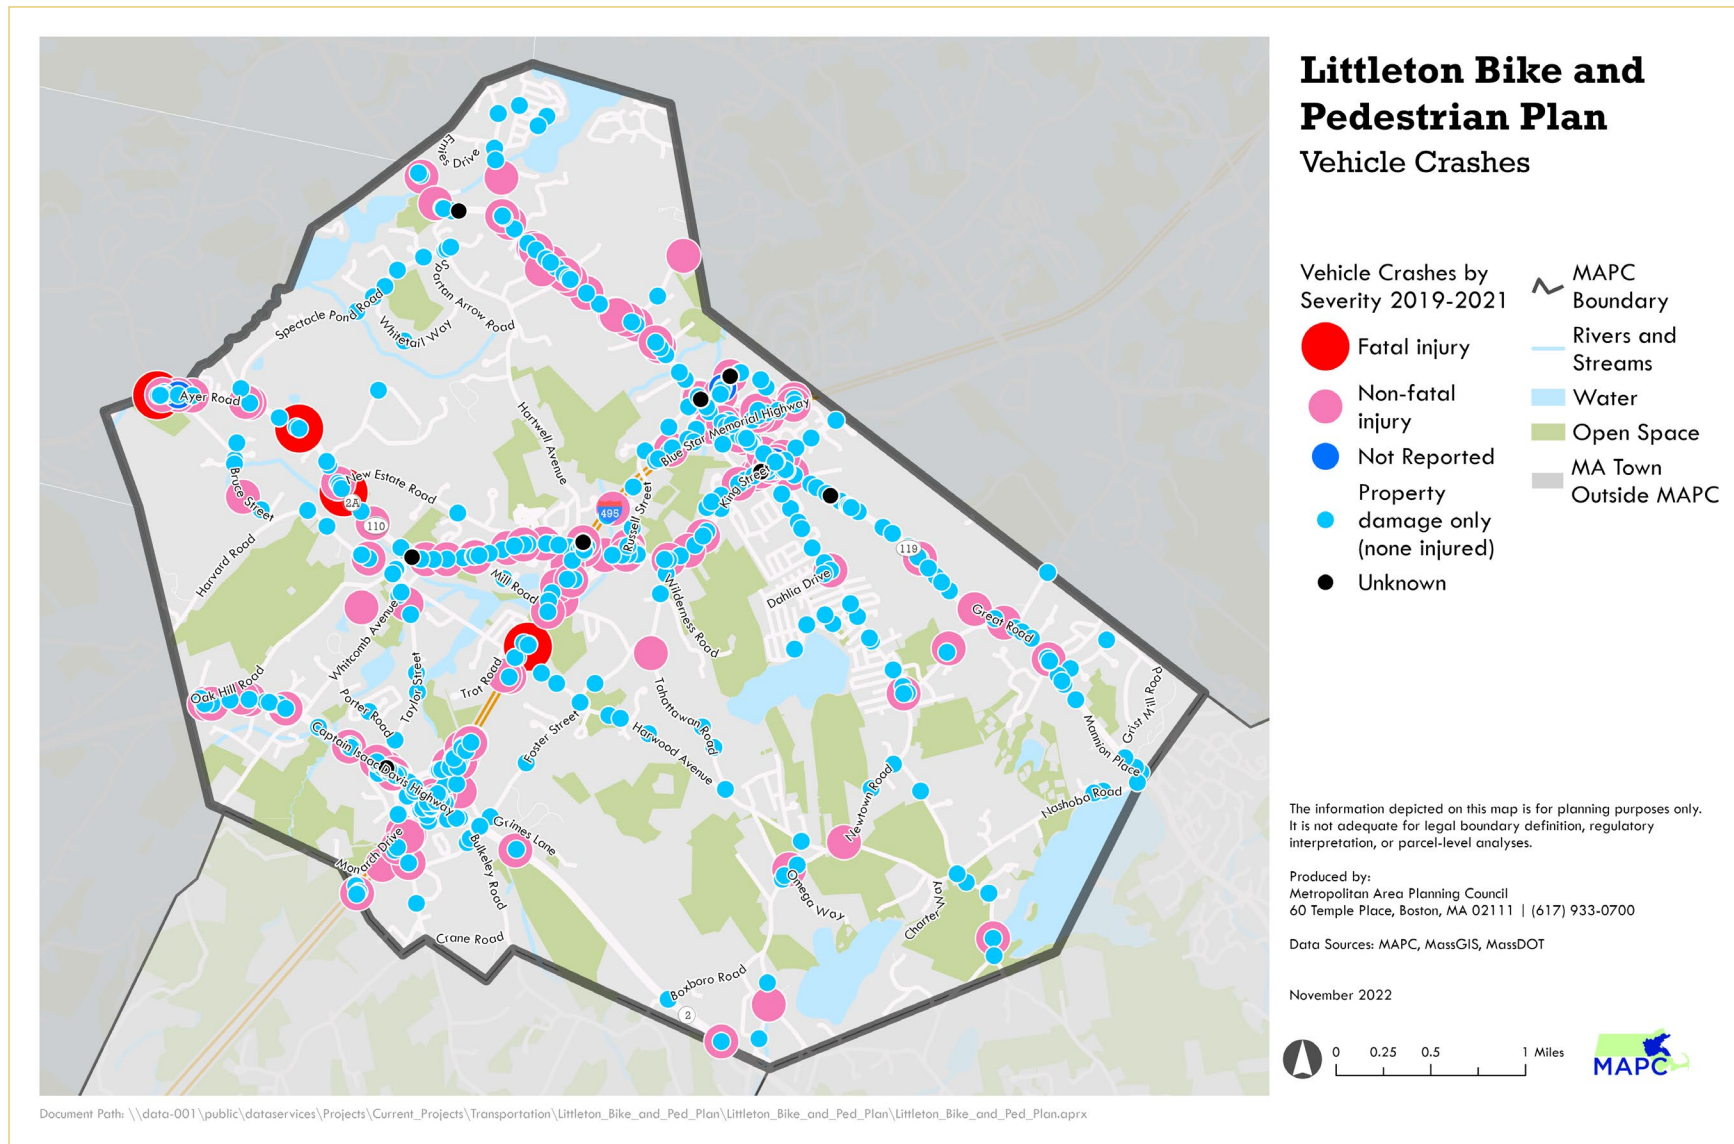 Littleton Bike and
Pedestrian Plan
Vehicle Crashes
Vehicle Crashes by
Severity 2019-2021
Fatal injury
Non-fatal
injury
Not Reported
Property
damage only
(none injured)
Unknown
MAPC
Boundary
Rivers and
Streams
Water
Open Space
MA Town
Outside MAPC
Ernies Drive
Spartan Arrow Road
Spectacle Pond Road
Whitetail Way
Ayer Road
Hartwell Avenue
Blue Star Memorial Highway
New Estate Road
2A
110
Bruce Street
King Street
495
Russell Street
Harvard Road
119
Mill Road
Dahlia Drive
Wilderness Road
Great Road
Whitcomb Avenue
Taylor Street
Trot Road
Oak Hill Road
Porter Road
Tahattawan Road
Grist Mill Road
Captain Isaac Davis Highway
Foster Street
Harwood Avenue
Mannion Place
Newtown Road
Nashoba Road
Grimes Lane
Monarch Drive
Bulkeley Road
Omega Way
Charter Way
Crane Road
Boxboro Road
2
The information depicted on this map is for planning purposes only.
It is not adequate for legal boundary definition, regulatory
interpretation, or parcel-level analyses.
Produced by:
Metropolitan Area Planning Council
60 Temple Place, Boston, MA 02111 | (617) 933-0700
Data Sources: MAPC, MassGIS, MassDOT
November 2022
0 0.25 0.5 1 Miles
MAPC
Document Path: \\data-001\public\dataservices\Projects\Current_Projects\Transportation\Littleton_Bike_and_Ped_Plan\Littleton_Bike_and_Ped_Plan\Littleton_Bike_and_Ped_Plan.aprx